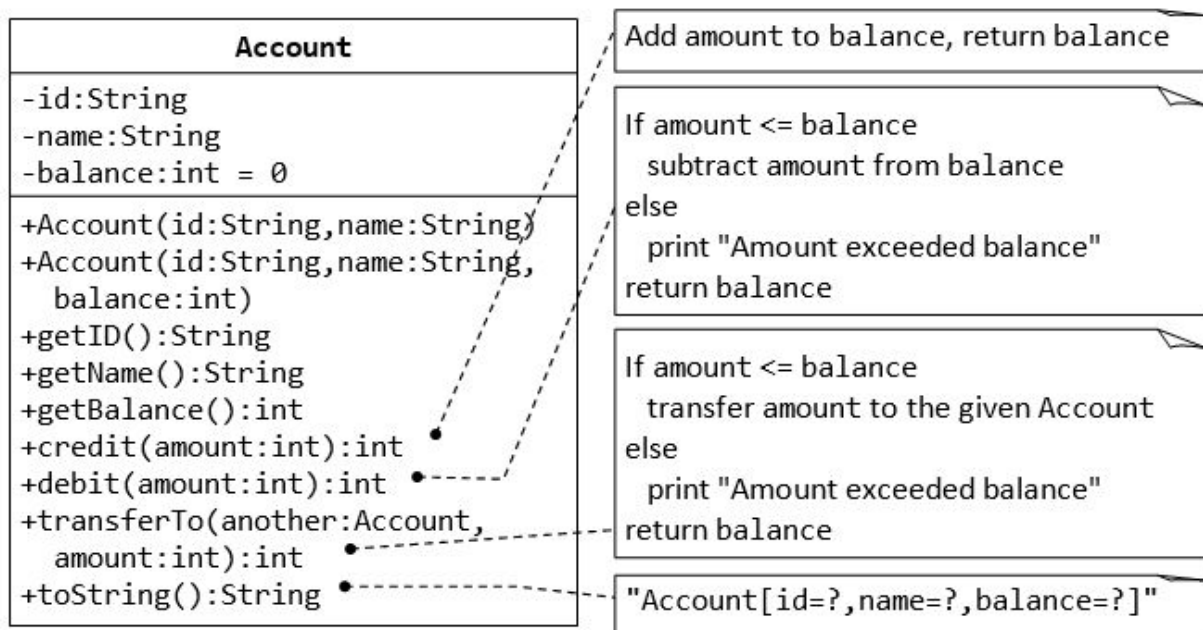 Account
-id:String
-name:String
-balance:int = 0
+Account(id:String,name:String)
+Account(id:String,name:String,
balance:int)
+getID():String
+getName():String
+getBalance():int
+credit(amount:int):int
+debit(amount:int):int
+transferTo(another:Account,
amount:int):int
+toString():String
Add amount to balance, return balance
If amount <= balance
subtract amount from balance
else
print "Amount exceeded balance"
return balance
If amount <= balance
transfer amount to the given Account
else
print "Amount exceeded balance"
return balance
"Account[id=?,name=?,balance=?]"